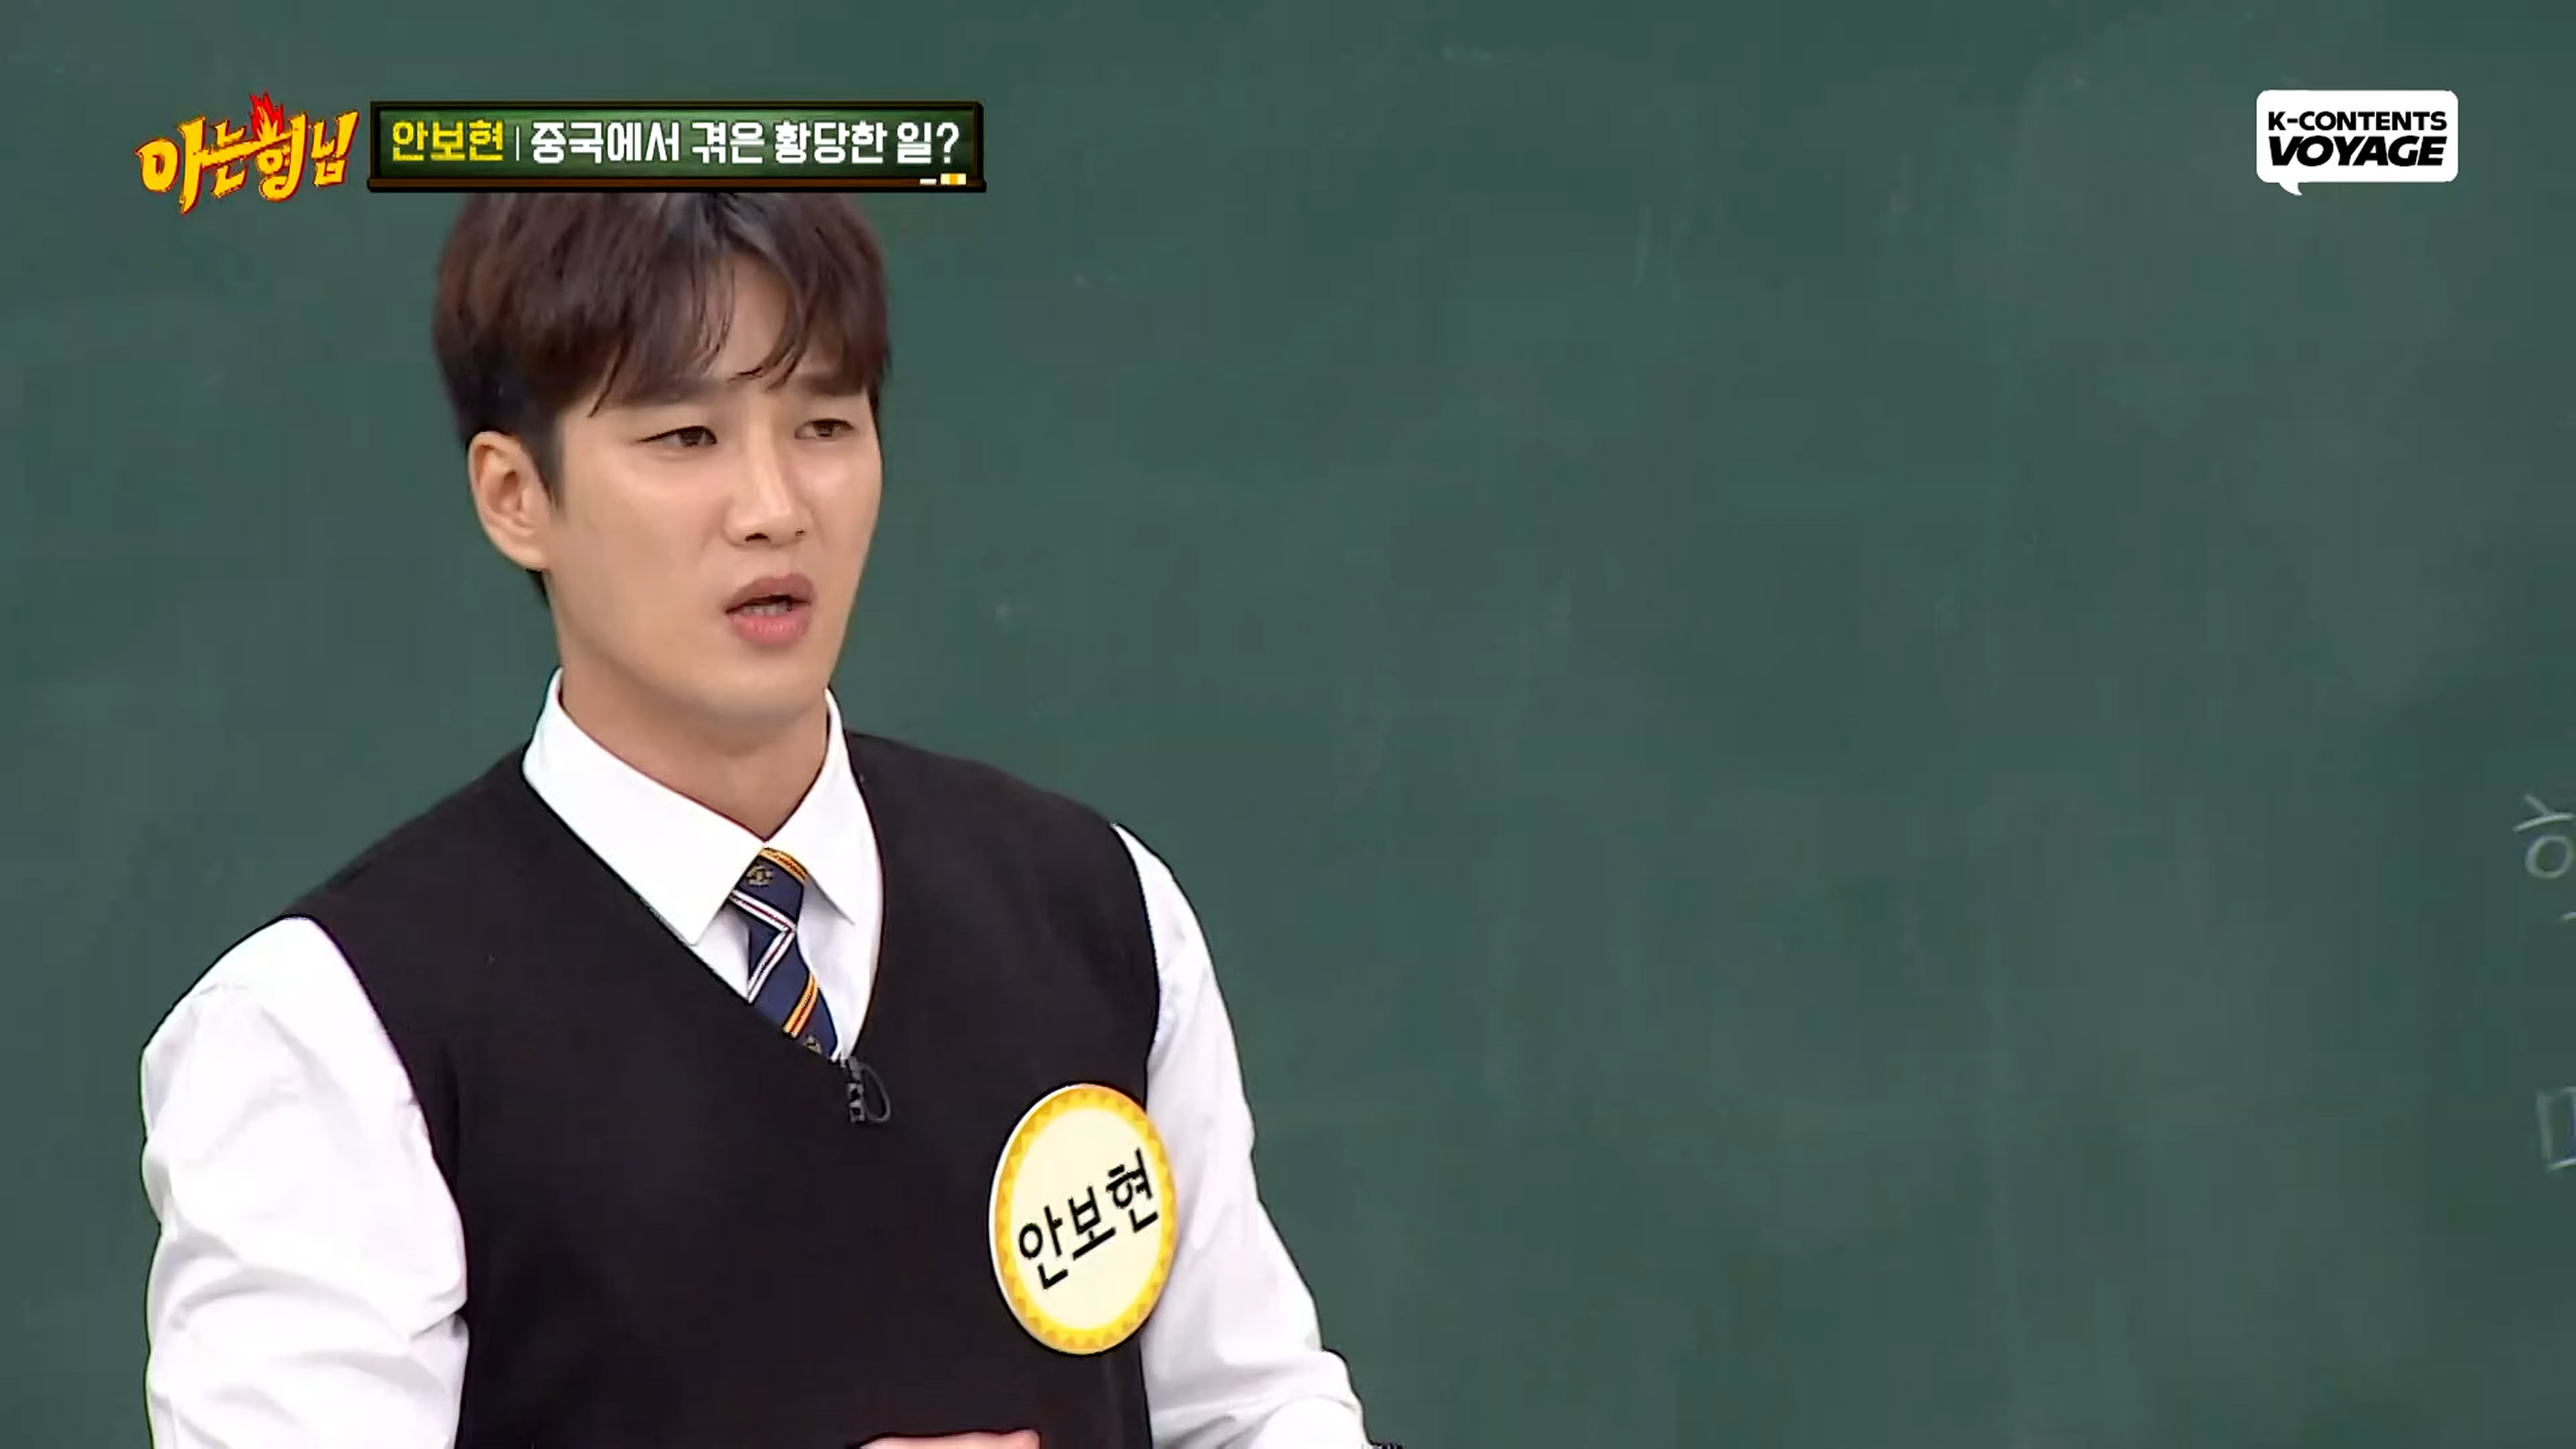 아는형님
안보현 | 중국에서 겪은 황당한 일?
K-CONTENTS
VOYAGE
안보현